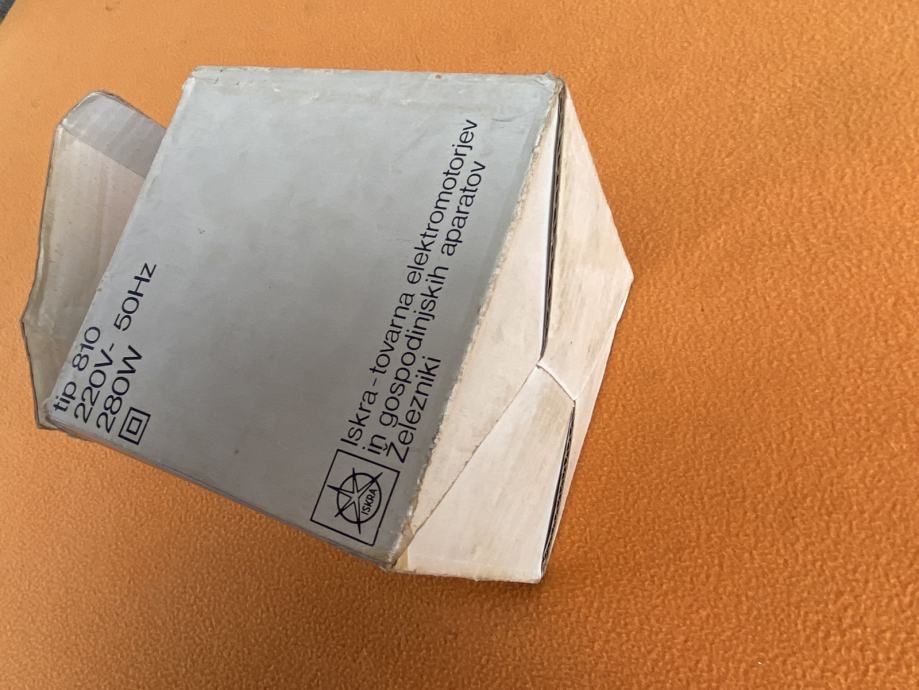 tip 810
220V~ 50Hz
280W
ISKRA
Iskra-tovarna elektromotorjev
in gospodinjskih aparatov
Železniki